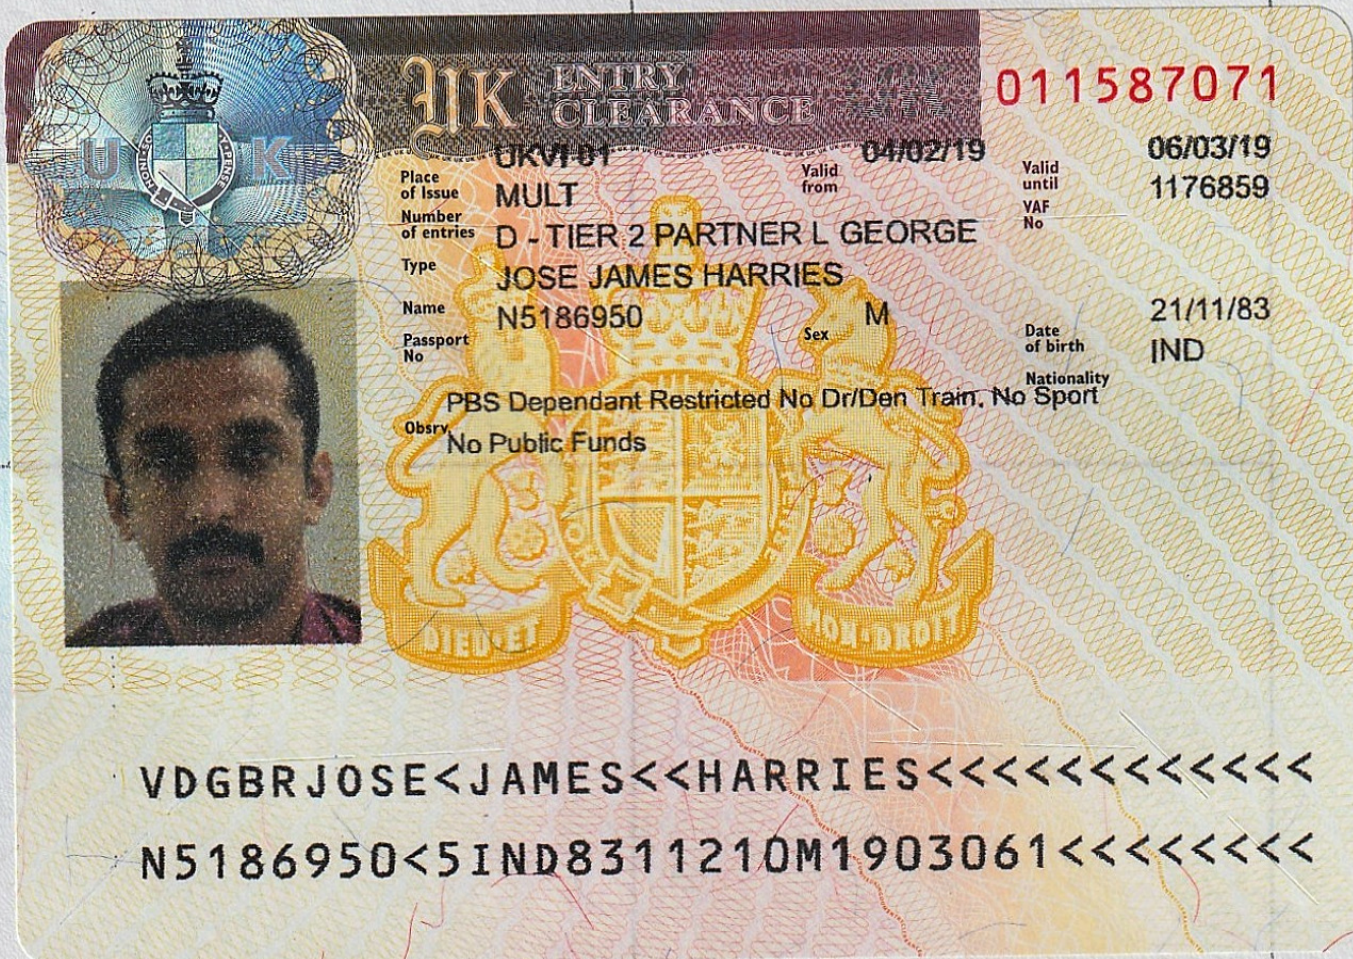 UK ENTRY CLEARANCE
011587071
Place of Issue UKVI 01 Valid from 04/02/19 Valid until 06/03/19
Number of entries MULT VAF No 1176859
Type D - TIER 2 PARTNER L GEORGE
Name JOSE JAMES HARRIES
Passport No N5186950 Sex M Date of birth 21/11/83
Nationality IND
Obsrv. PBS Dependant Restricted No Dr/Den Train. No Sport
No Public Funds
U K
DIEU·ET MON·DROIT
VDGBRJOSE<JAMES<<HARRIES<<<<<<<<<<<<
N5186950<5IND8311210M1903061<<<<<<<<